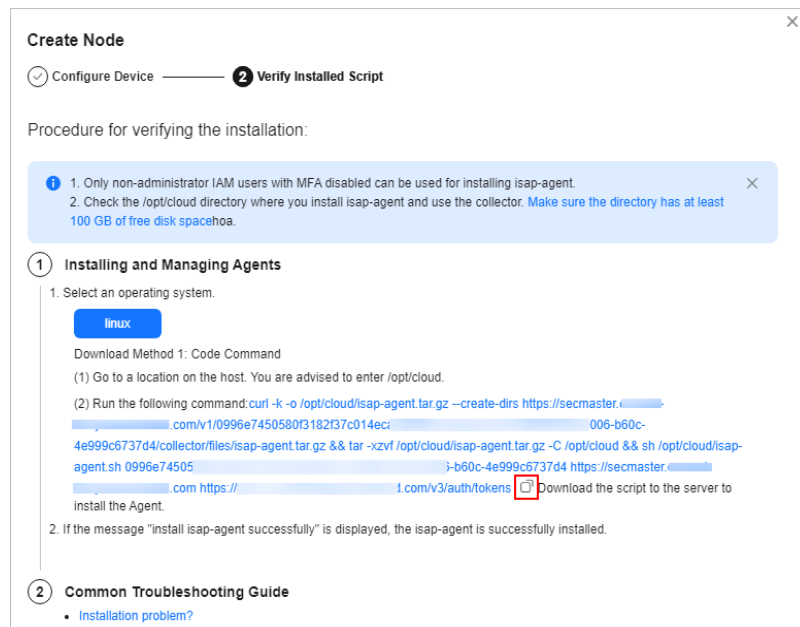 Create Node
Configure Device
2 Verify Installed Script
Procedure for verifying the installation:
1. Only non-administrator IAM users with MFA disabled can be used for installing isap-agent.
2. Check the /opt/cloud directory where you install isap-agent and use the collector. Make sure the directory has at least
100 GB of free disk spacehoa.
1 Installing and Managing Agents
1. Select an operating system.
linux
Download Method 1: Code Command
(1) Go to a location on the host. You are advised to enter /opt/cloud.
(2) Run the following command:curl -k -o /opt/cloud/isap-agent.tar.gz --create-dirs https://secmaster.
.com/v1/0996e7450580f3182f37c014eca 006-b60c-
4e999c6737d4/collector/files/isap-agent.tar.gz && tar -xzvf /opt/cloud/isap-agent.tar.gz -C /opt/cloud && sh /opt/cloud/isap-
agent.sh 0996e74505 -b60c-4e999c6737d4 https://secmaster.
.com https:// .com/v3/auth/tokens Download the script to the server to
install the Agent.
2. If the message "install isap-agent successfully" is displayed, the isap-agent is successfully installed.
2 Common Troubleshooting Guide
• Installation problem?